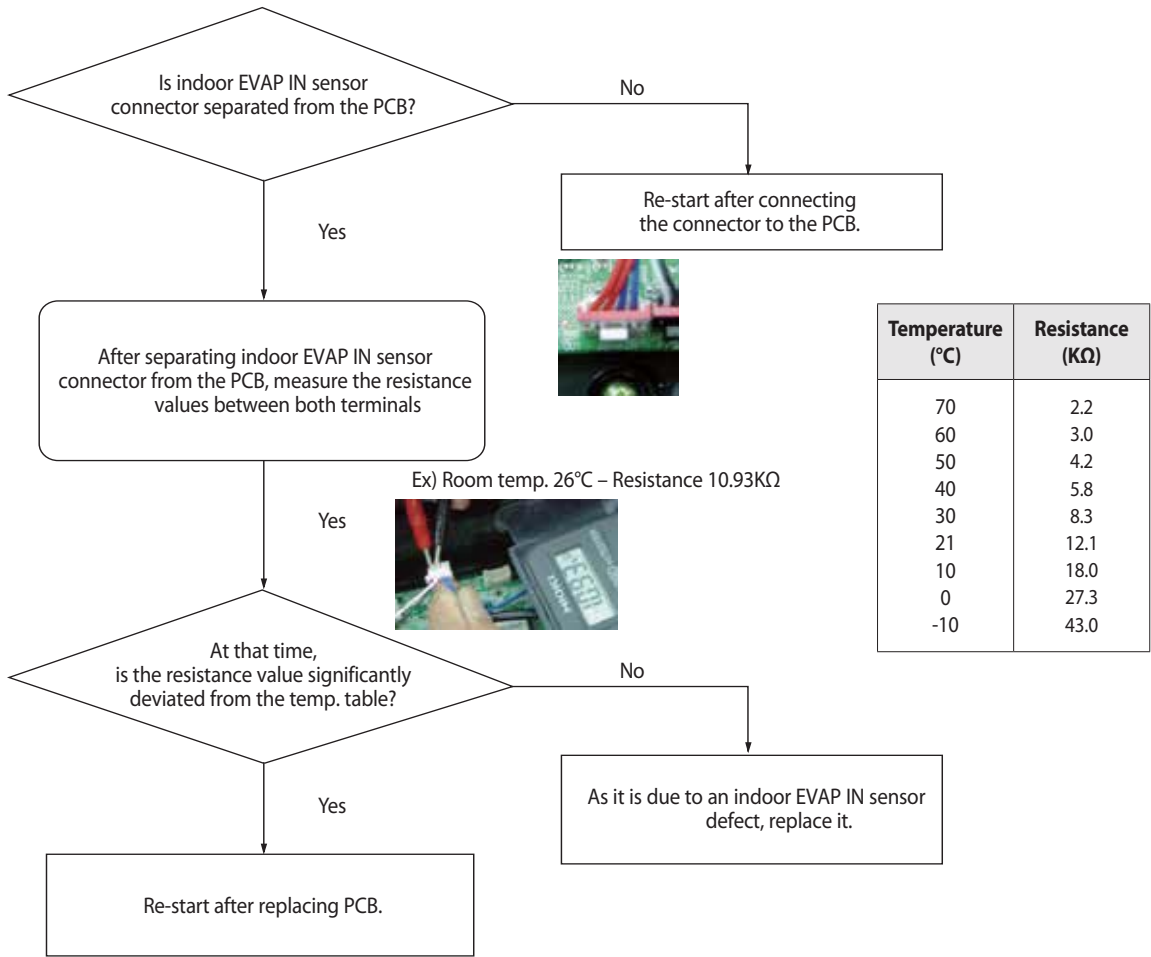 Is indoor EVAP IN sensor
connector separated from the PCB?
No
Re-start after connecting
the connector to the PCB.
Yes
After separating indoor EVAP IN sensor
connector from the PCB, measure the resistance
values between both terminals
Temperature
(°C)
Resistance
(KΩ)
70 2.2
60 3.0
50 4.2
40 5.8
30 8.3
21 12.1
10 18.0
0 27.3
-10 43.0
Ex) Room temp. 26°C – Resistance 10.93KΩ
Yes
HIOKI
At that time,
is the resistance value significantly
deviated from the temp. table?
No
As it is due to an indoor EVAP IN sensor
defect, replace it.
Yes
Re-start after replacing PCB.